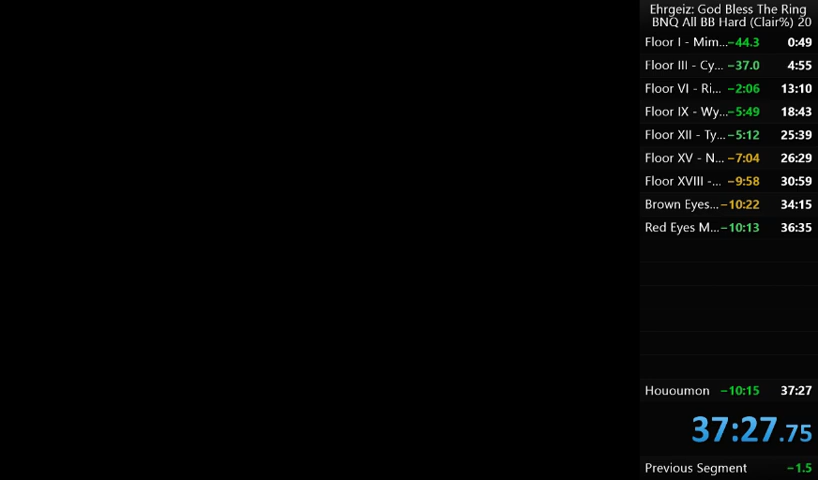 Ehrgeiz: God Bless The Ring
BNQ All BB Hard (Clair%) 20
Floor I - Mim... −44.3 0:49
Floor III - Cy... −37.0 4:55
Floor VI - Ri... −2:06 13:10
Floor IX - Wy... −5:49 18:43
Floor XII - Ty... −5:12 25:39
Floor XV - N... −7:04 26:29
Floor XVIII -... −9:58 30:59
Brown Eyes... −10:22 34:15
Red Eyes M... −10:13 36:35
Hououmon −10:15 37:27
37:27.75
Previous Segment −1.5